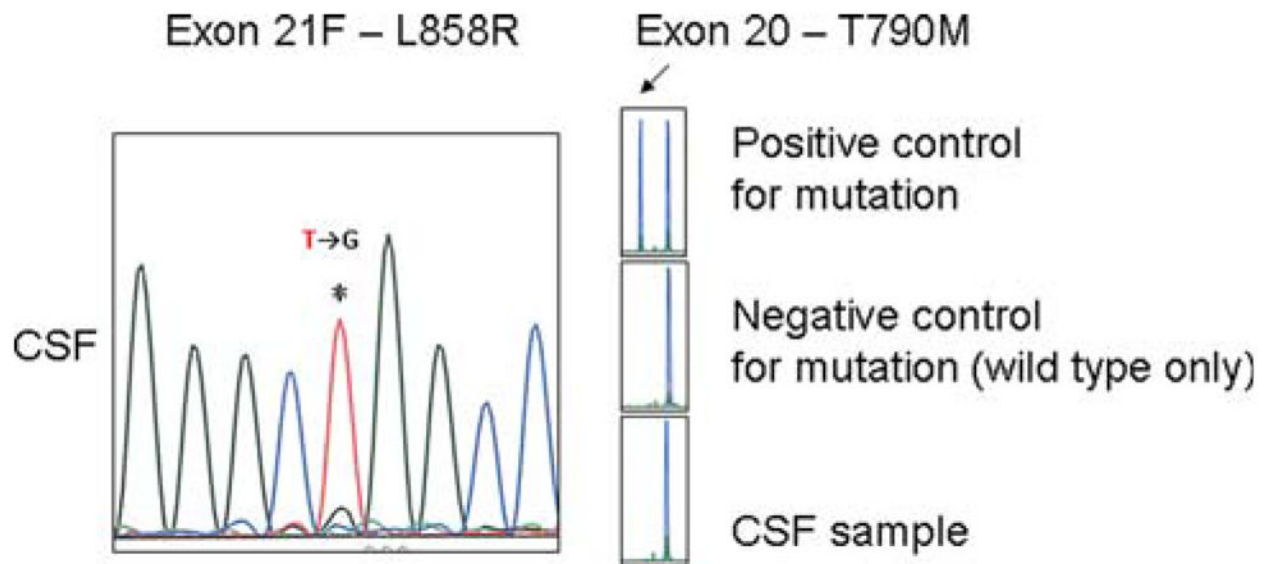 Exon 21F – L858R
Exon 20 – T790M
T→G
*
CSF
Positive control
for mutation
Negative control
for mutation (wild type only)
CSF sample